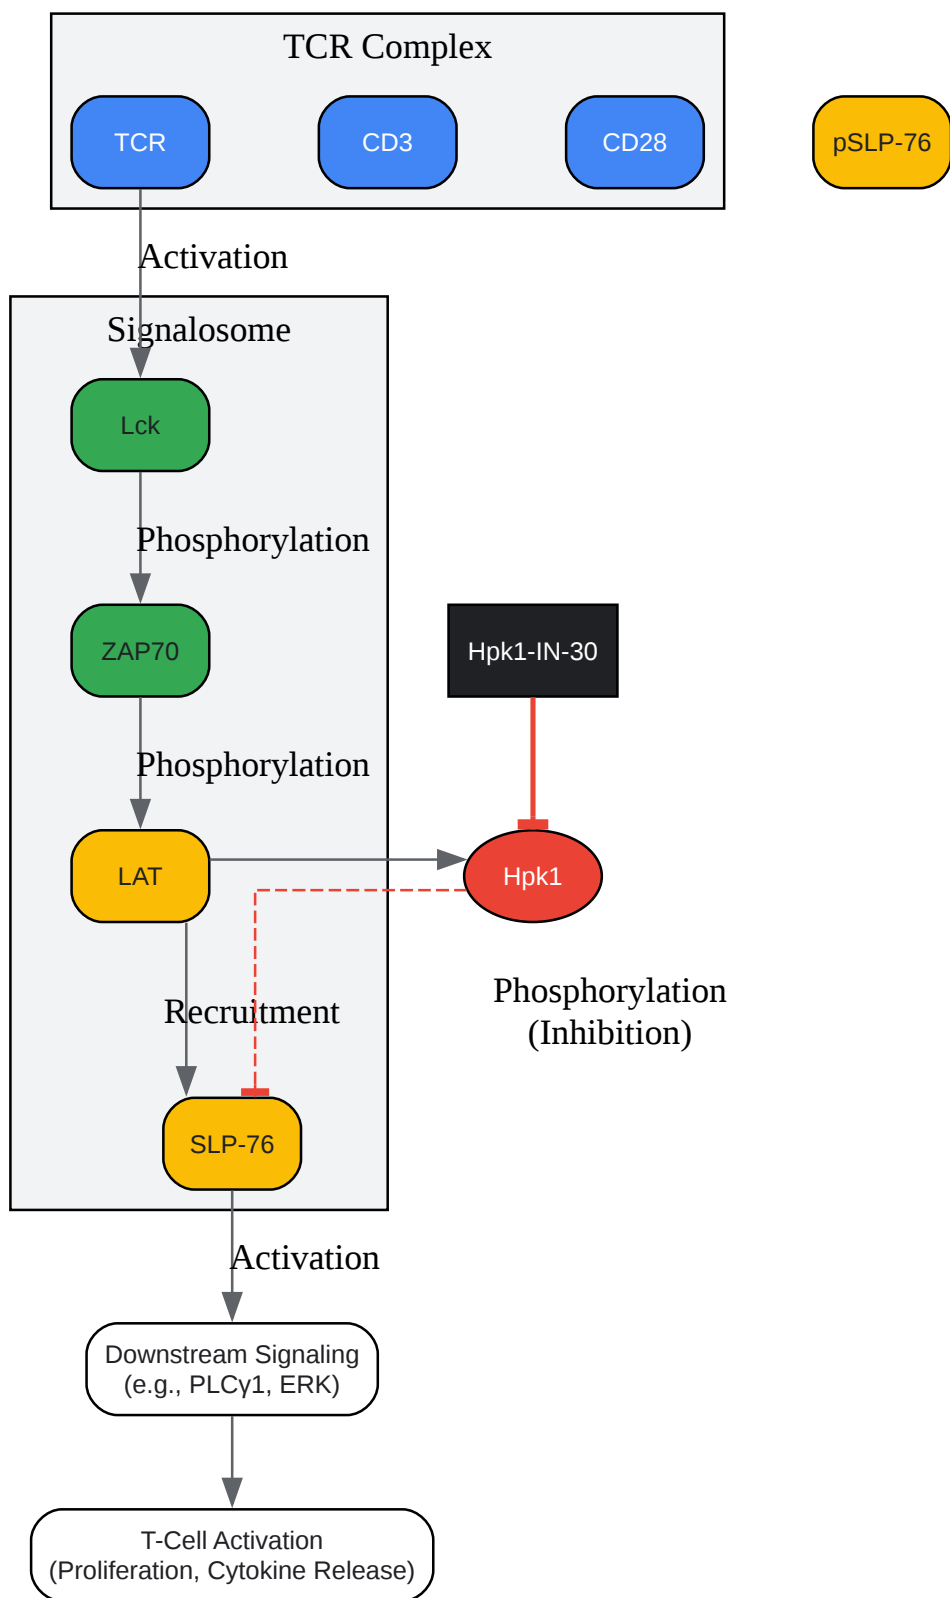 TCR Complex
TCR
CD3
CD28
pSLP-76
Activation
Signalosome
Lck
Phosphorylation
ZAP70
Hpk1-IN-30
Phosphorylation
LAT
Hpk1
Recruitment
Phosphorylation
(Inhibition)
SLP-76
Activation
Downstream Signaling
(e.g., PLCγ1, ERK)
T-Cell Activation
(Proliferation, Cytokine Release)